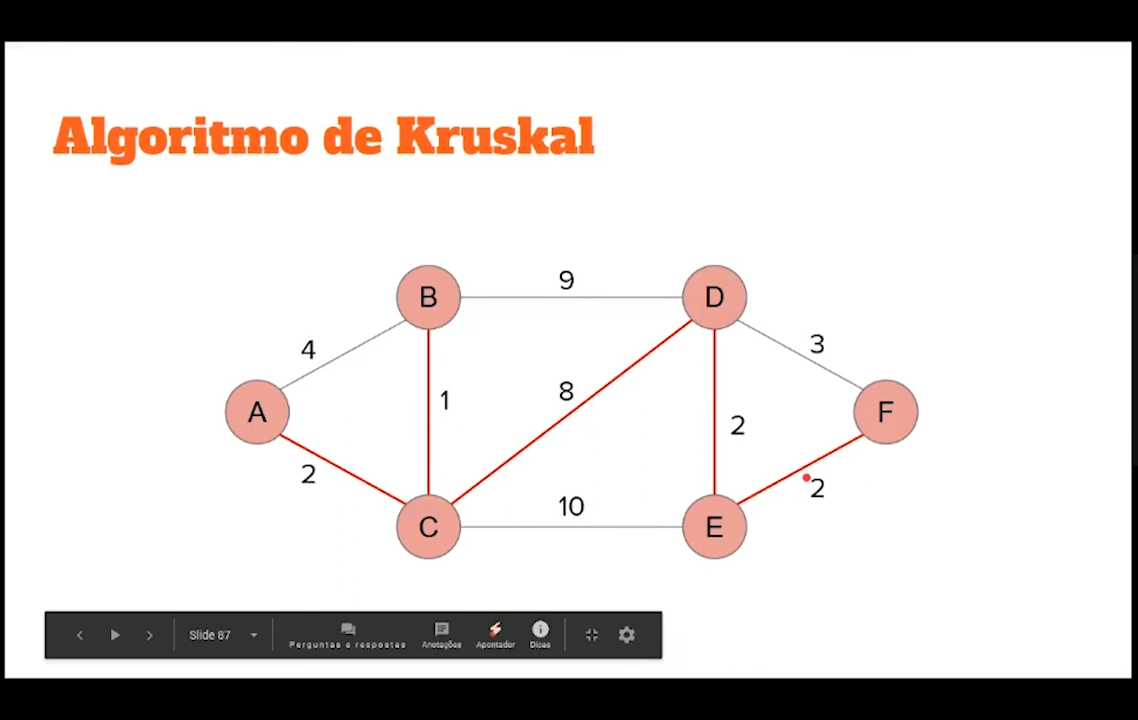 Algoritmo de Kruskal
B
9
D
4
3
1
8
A
F
2
2
2
10
C
E
Slide 87
Perguntas e respostas
Anotações
Apontador
Dicas